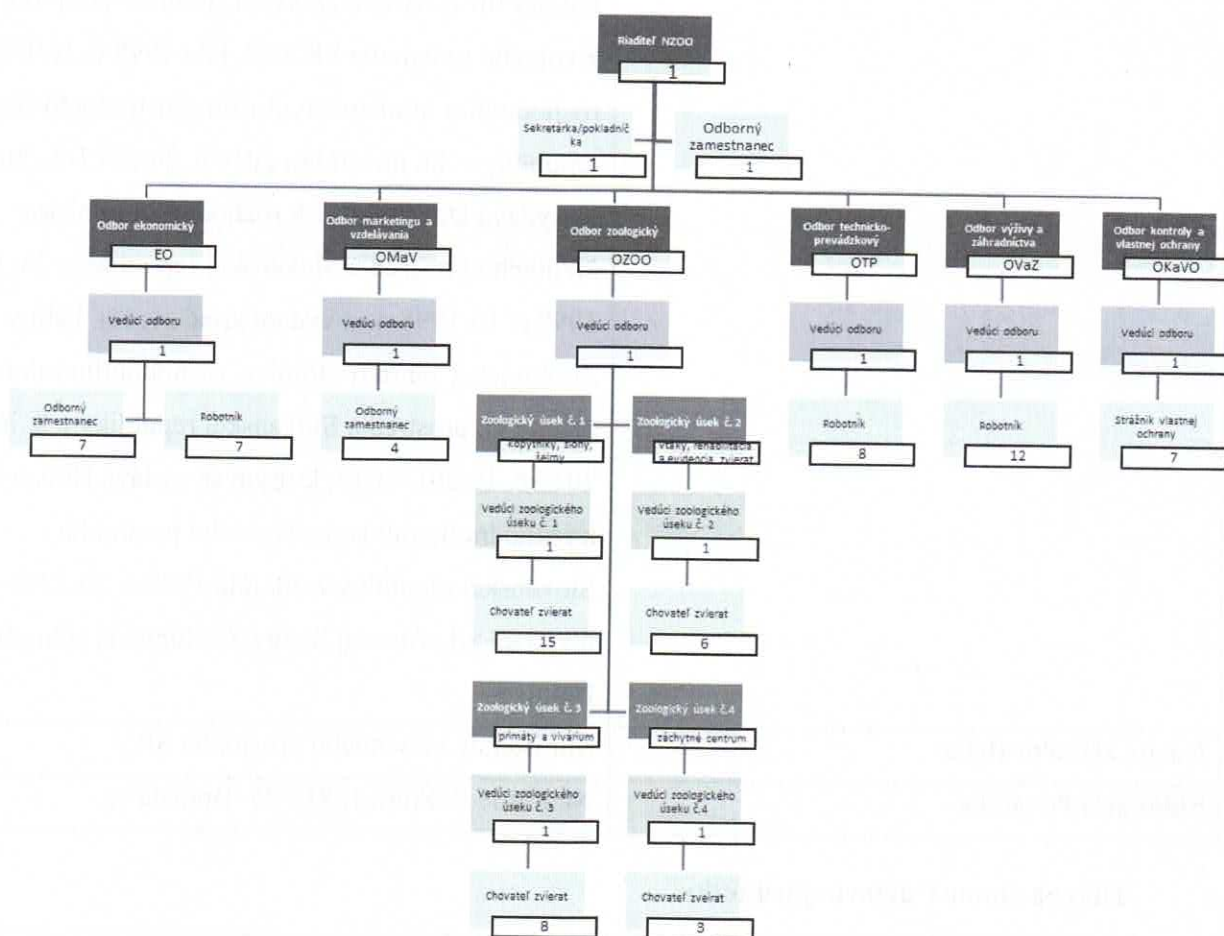 Riaditeľ NZOO
1
Sekretárka/pokladnič
ka
1
Odborný
zamestnanec
1
Odbor ekonomický
EO
Odbor marketingu a
vzdelávania
OMaV
Odbor zoologický
OZOO
Odbor technicko-
prevádzkový
OTP
Odbor výživy a
záhradníctva
OVaZ
Odbor kontroly a
vlastnej ochrany
OKaVO
Vedúci odboru
1
Vedúci odboru
1
Vedúci odboru
1
Vedúci odboru
1
Vedúci odboru
1
Vedúci odboru
1
Odborný
zamestnanec
7
Robotník
7
Odborný
zamestnanec
4
Robotník
8
Robotník
12
Strážnik vlastnej
ochrany
7
Zoologický úsek č. 1
kopytníky, slony,
šelmy
Zoologický úsek č. 2
vtáky, rehabilitácia
a evidencia zvierat
Vedúci zoologického
úseku č. 1
1
Vedúci zoologického
úseku č. 2
1
Chovateľ zvierat
15
Chovateľ zvierat
6
Zoologický úsek č. 3
primáty a vivárium
Zoologický úsek č.4
záchytné centrum
Vedúci zoologického
úseku č. 3
1
Vedúci zoologického
úseku č.4
1
Chovateľ zvierat
8
Chovateľ zvierat
3